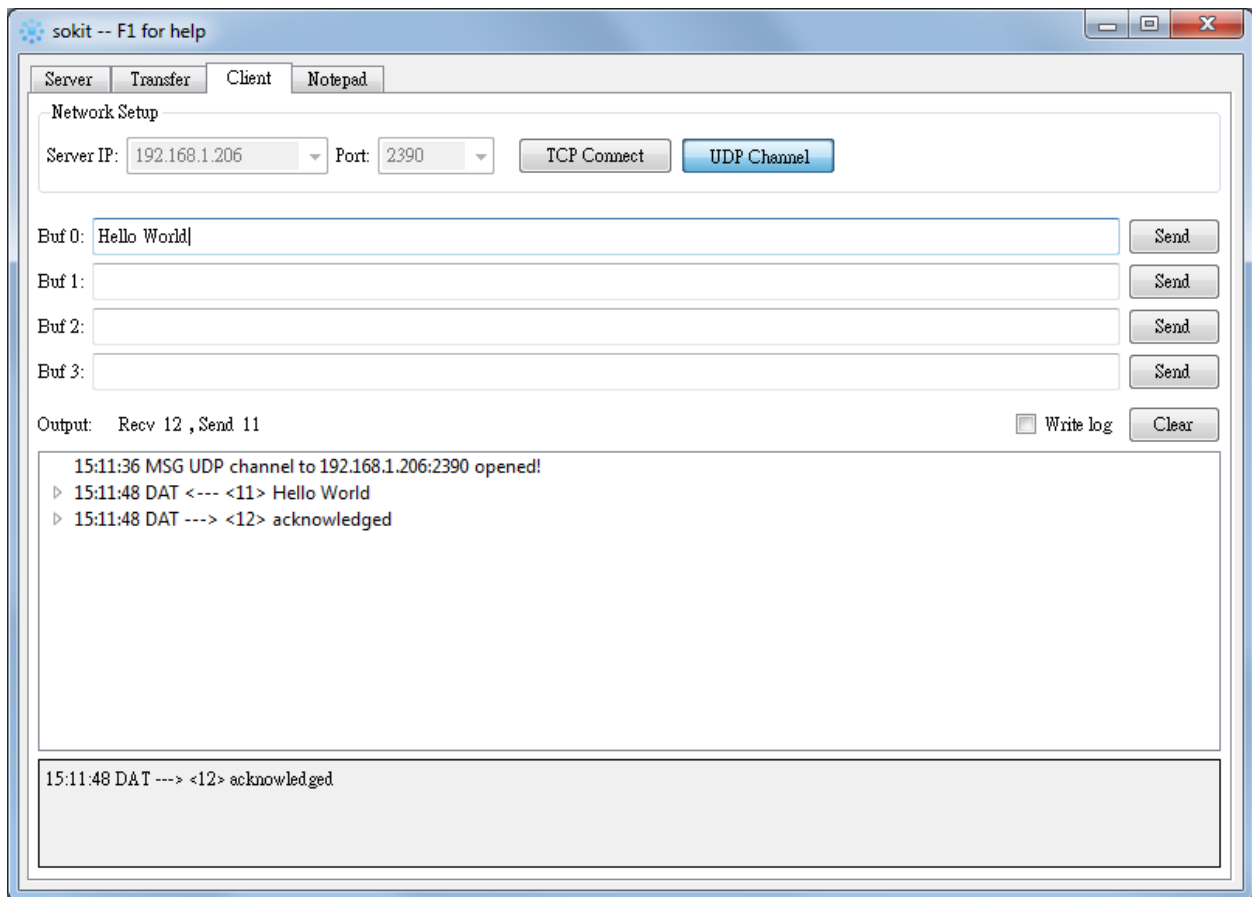 sokit -- F1 for help
Server Transfer Client Notepad
Network Setup
Server IP: 192.168.1.206 Port: 2390 TCP Connect UDP Channel
Buf 0: Hello World Send
Buf 1: Send
Buf 2: Send
Buf 3: Send
Output: Recv 12 , Send 11 Write log Clear
15:11:36 MSG UDP channel to 192.168.1.206:2390 opened!
15:11:48 DAT <--- <11> Hello World
15:11:48 DAT ---> <12> acknowledged
15:11:48 DAT ---> <12> acknowledged